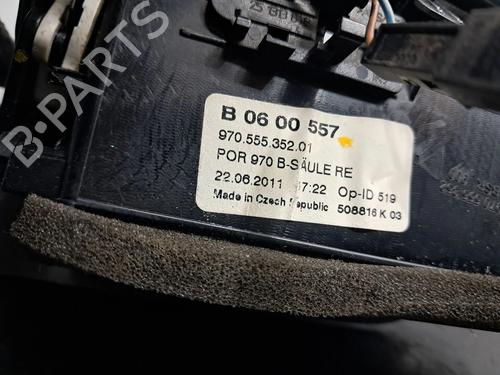 B-PARTS
B 06 00 557
970.555.352.01
POR 970 B-SÄULE RE
22.06.2011 17:22 Op-ID 519
Made in Czech Republic 508816 K 03